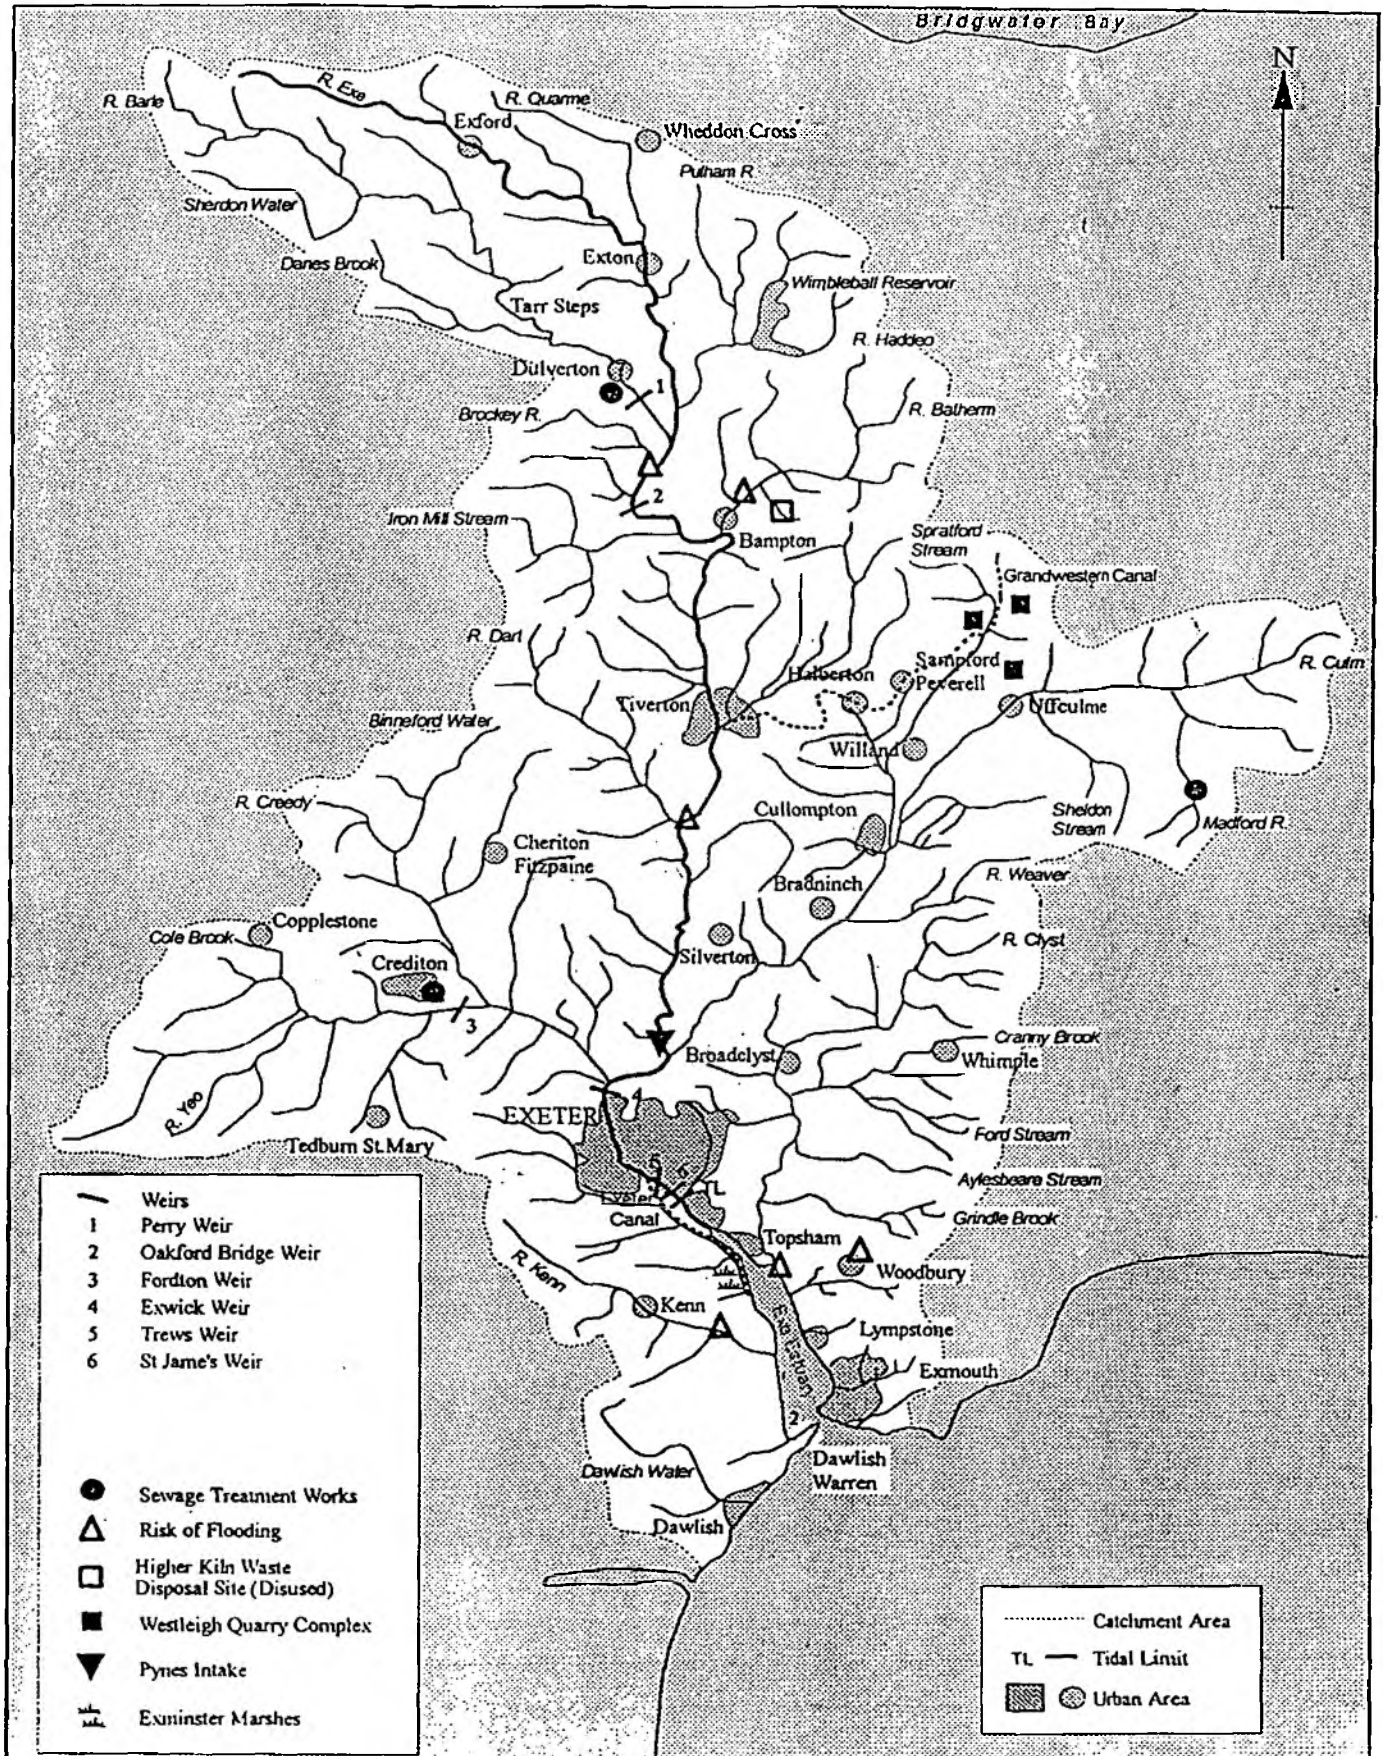 Bridgwater Bay
N
R. Barle
R. Exe
R. Quarme
Exford
Wheddon Cross
Pulham R.
Sherdon Water
Danes Brook
Exton
Wimbleball Reservoir
Tarr Steps
R. Haddeo
Dulverton
1
Brockey R.
R. Batherm
2
Iron Mill Stream
Bampton
Spratford
Stream
Grandwestern Canal
R. Dart
Halberton
Sampford
Peverell
R. Culm
Tiverton
Uffculme
Binneford Water
Willand
R. Creedy
Cullompton
Sheldon
Stream
Madford R.
Cheriton
Fitzpaine
R. Weaver
Bradninch
Copplestone
Cole Brook
R. Clyst
Crediton
Silverton
3
Cranny Brook
Broadclyst
Whimple
R. Yeo
4
EXETER
Ford Stream
Tedburn St. Mary
5
6
TL
Aylesbeare Stream
Exeter
Canal
Grindle Brook
Topsham
R. Kenn
Woodbury
Kenn
Exe Estuary
Lympstone
Exmouth
2
Dawlish
Warren
Dawlish Water
Dawlish
Weirs
1 Perry Weir
2 Oakford Bridge Weir
3 Fordton Weir
4 Exwick Weir
5 Trews Weir
6 St Jame's Weir
Sewage Treatment Works
Risk of Flooding
Higher Kiln Waste
Disposal Site (Disused)
Westleigh Quarry Complex
Pynes Intake
Exminster Marshes
Catchment Area
TL Tidal Limit
Urban Area